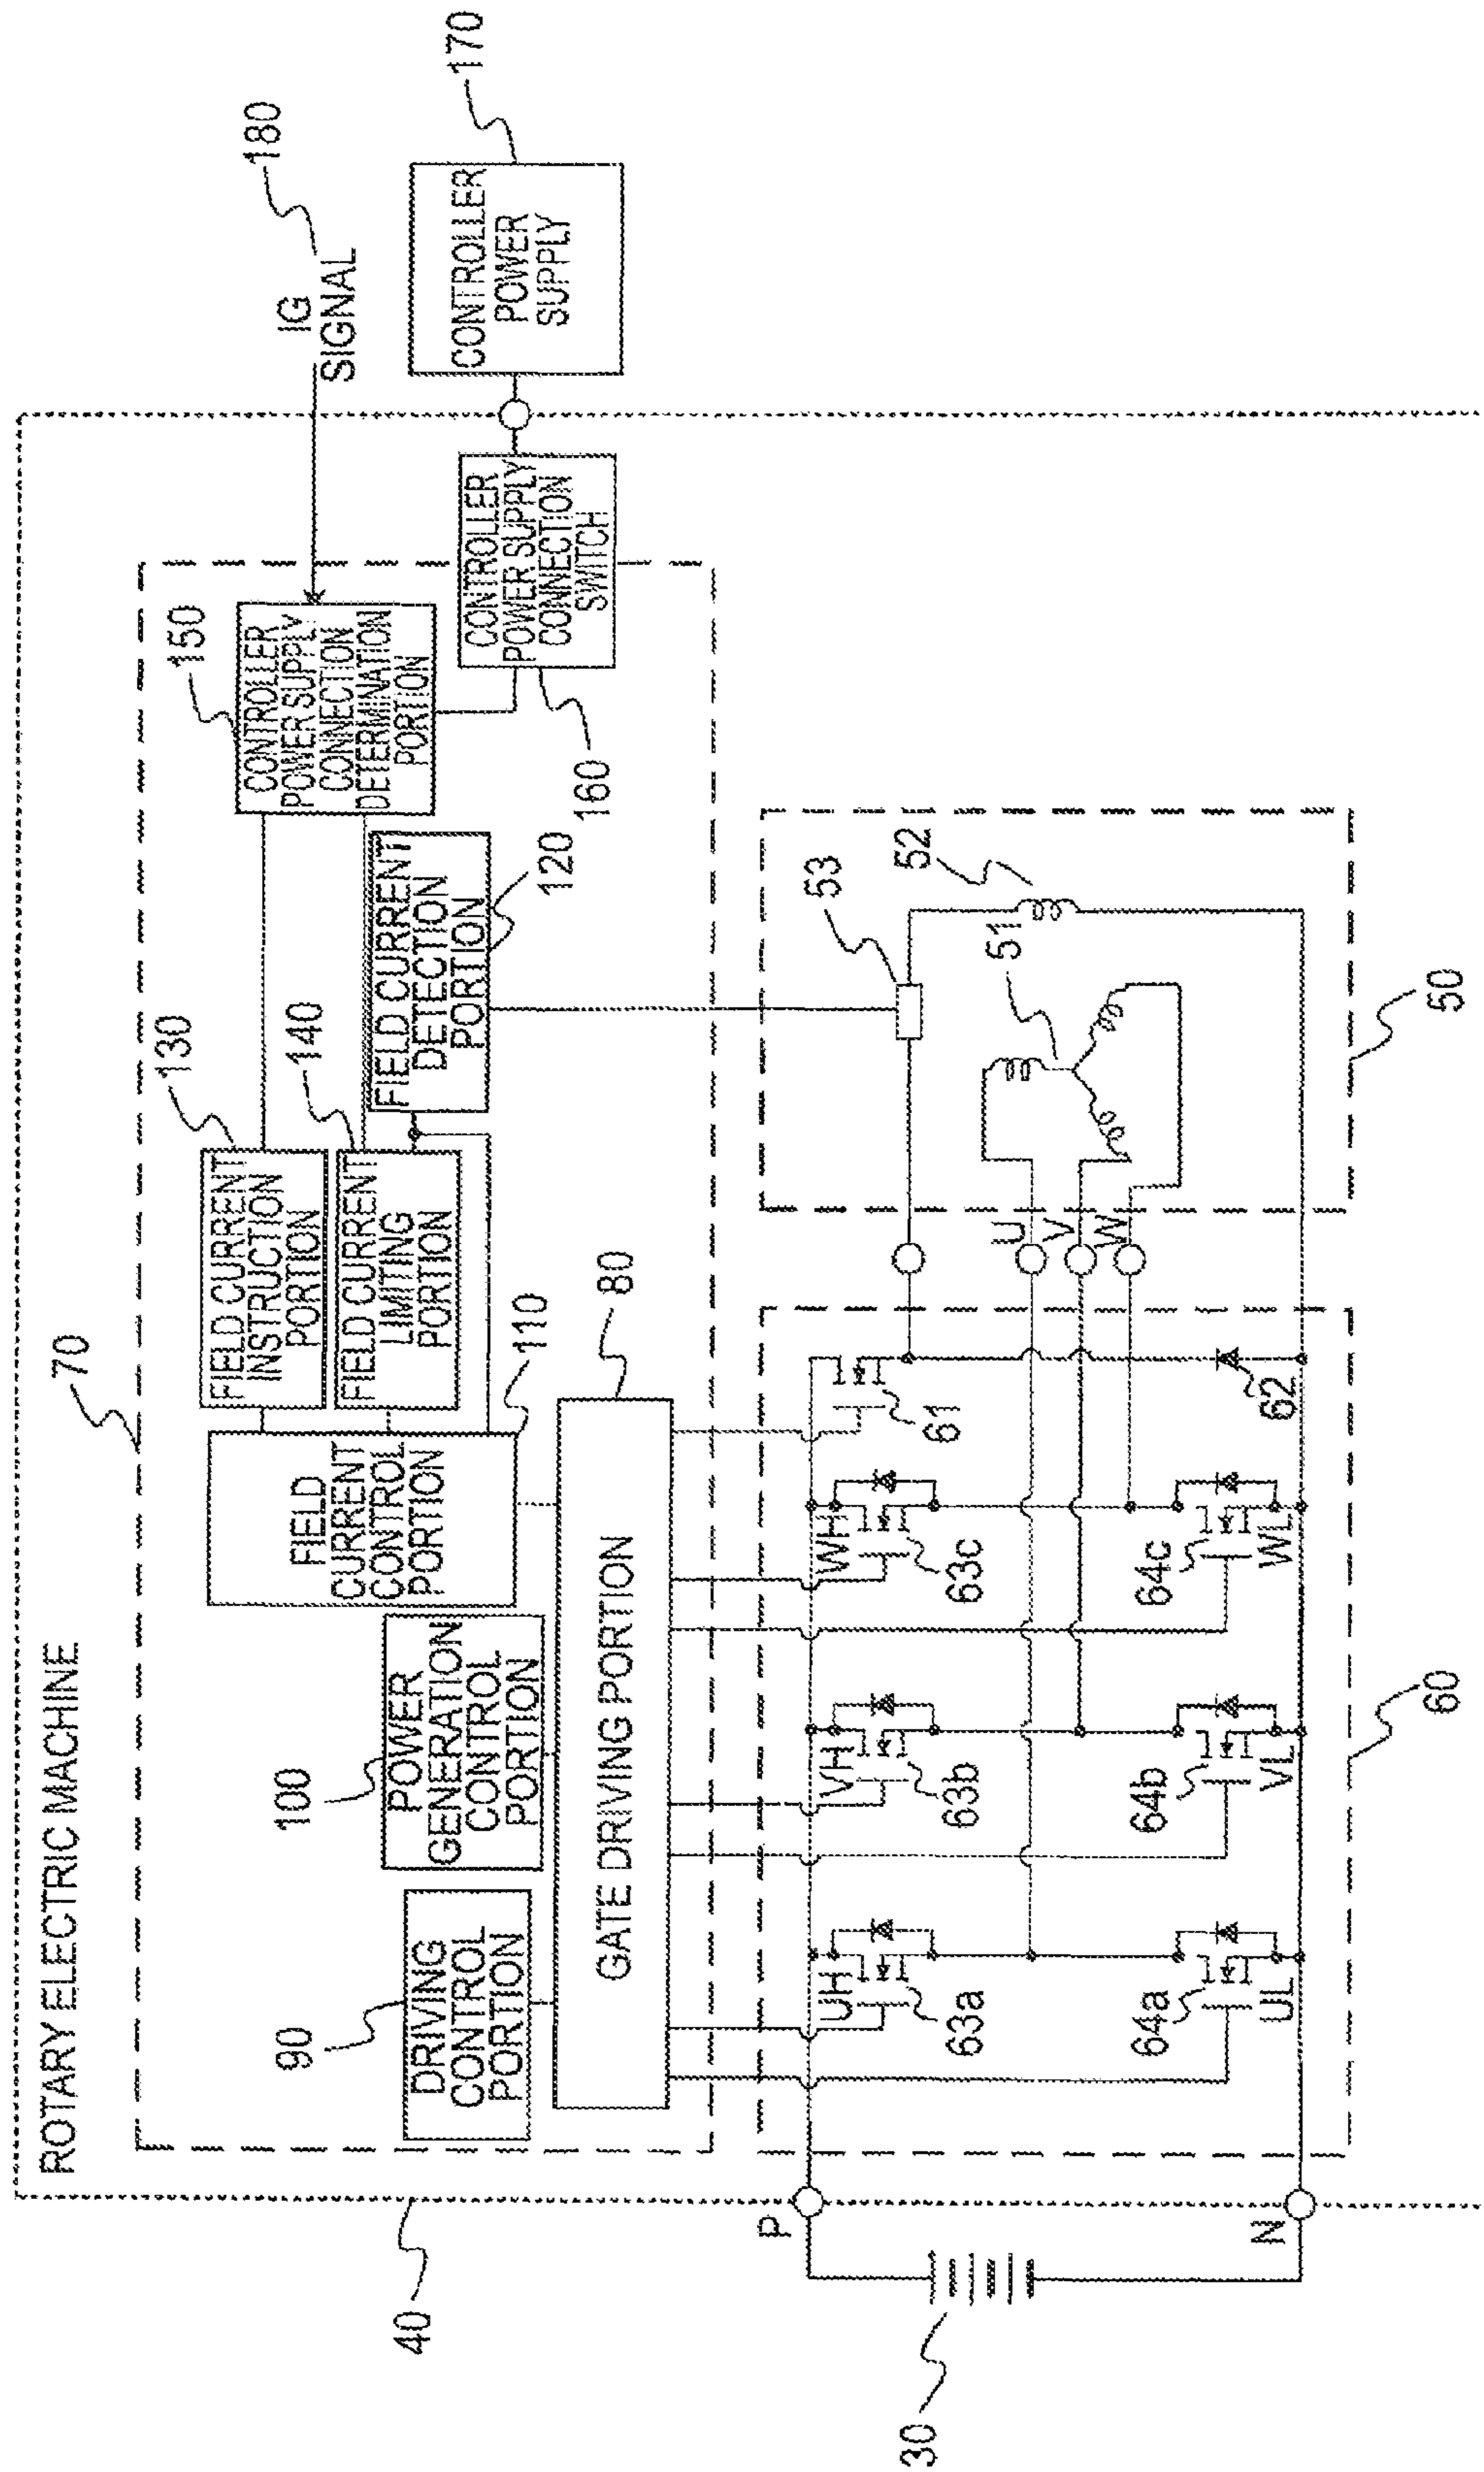 ROTARY ELECTRIC MACHINE
40
70
90
DRIVING
CONTROL
PORTION
100
POWER
GENERATION
CONTROL
PORTION
FIELD
CURRENT
CONTROL
PORTION
110
130
FIELD CURRENT
INSTRUCTION
PORTION
140
FIELD CURRENT
LIMITING
PORTION
FIELD CURRENT
DETECTION
PORTION
120
150
CONTROLLER
POWER SUPPLY
CONNECTION
DETERMINATION
PORTION
160
CONTROLLER
POWER SUPPLY
CONNECTION
SWITCH
IG
SIGNAL
180
CONTROLLER
POWER
SUPPLY
170
GATE DRIVING PORTION
80
30
P
N
UH
63a
VH
63b
WH
63c
61
64a
UL
64b
VL
64c
WL
62
60
U
V
W
53
52
51
50